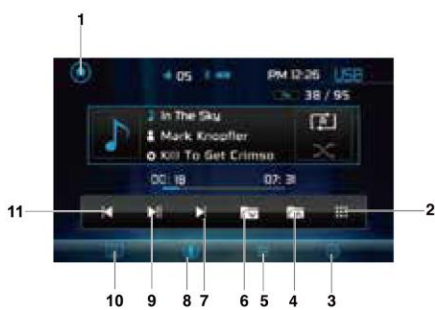 1
05 PM 12:26 USB
38 / 95
In The Sky
Mark Knopfler
Kill To Get Crimso
00: 18 07: 31
11
2
10 9 8 7 6 5 4 3